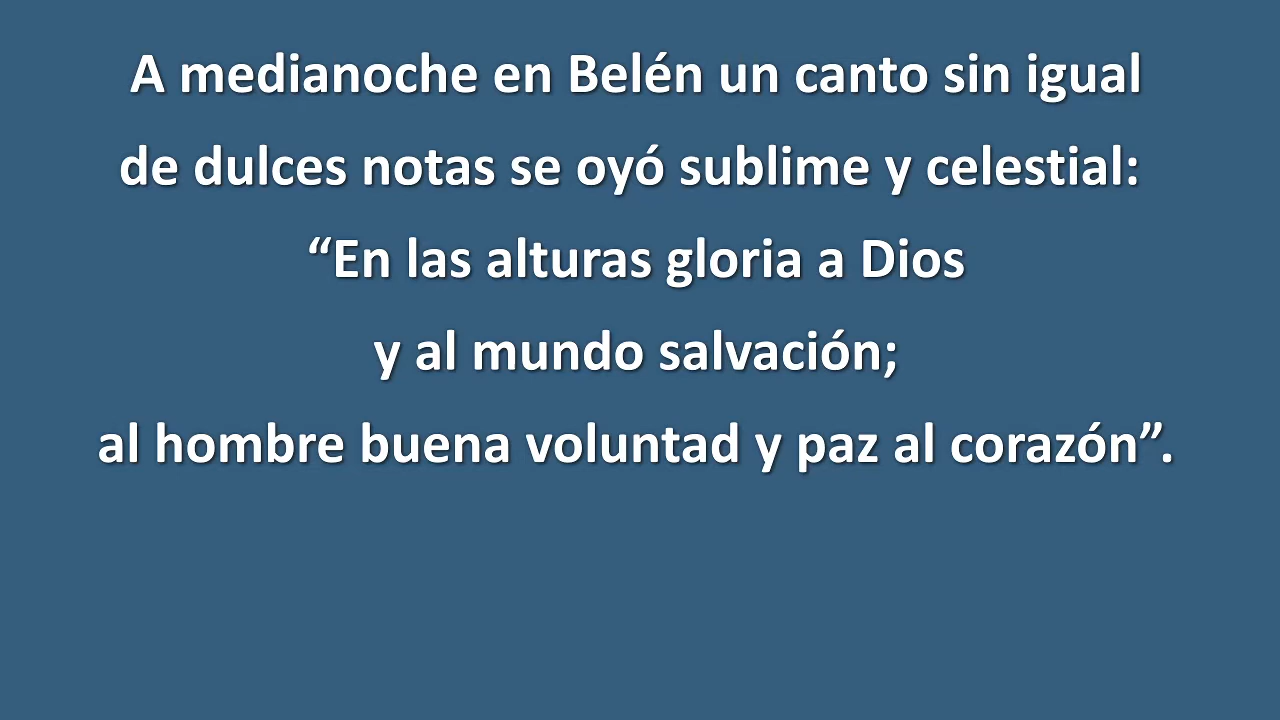 A medianoche en Belén un canto sin igual
de dulces notas se oyó sublime y celestial:
“En las alturas gloria a Dios
y al mundo salvación;
al hombre buena voluntad y paz al corazón”.